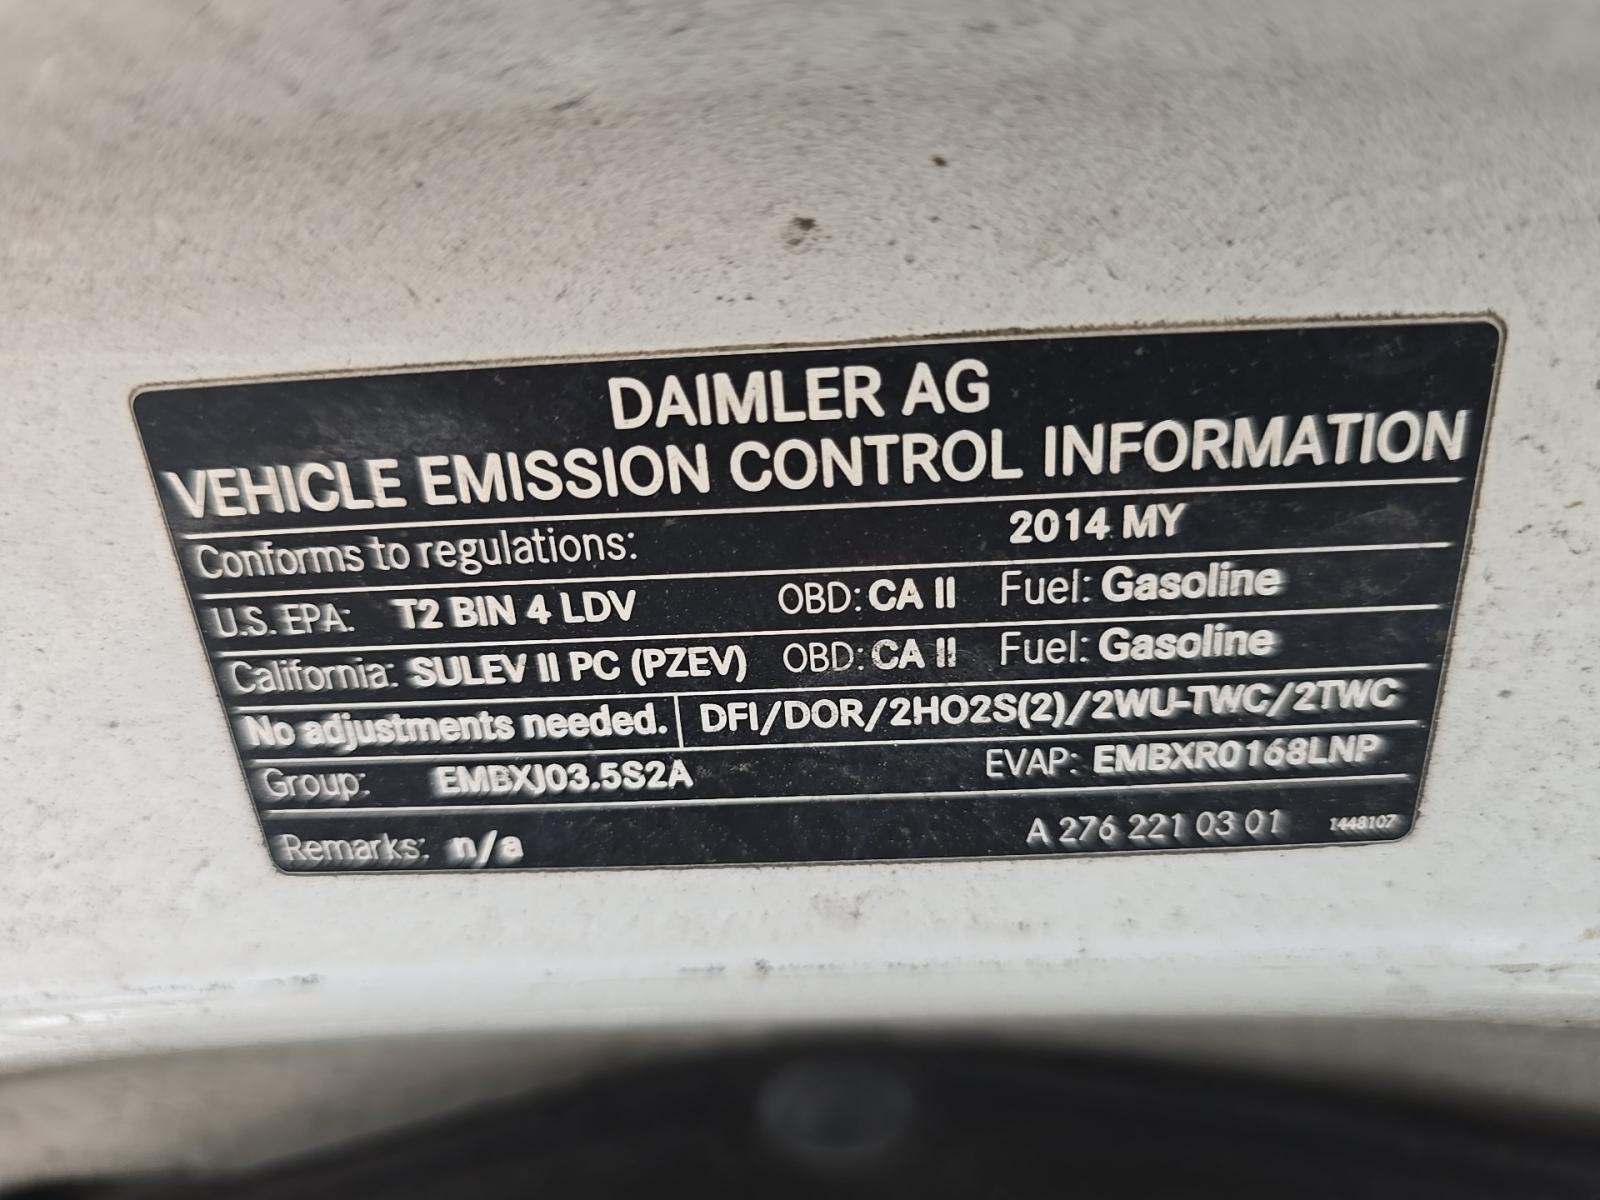 DAIMLER AG
VEHICLE EMISSION CONTROL INFORMATION
Conforms to regulations: 2014 MY
U.S. EPA: T2 BIN 4 LDV OBD: CA II Fuel: Gasoline
California: SULEV II PC (PZEV) OBD: CA II Fuel: Gasoline
No adjustments needed. DFI/DOR/2HO2S(2)/2WU-TWC/2TWC
Group: EMBXJ03.5S2A EVAP: EMBXR0168LNP
Remarks: n/a A 276 221 03 01 1448107